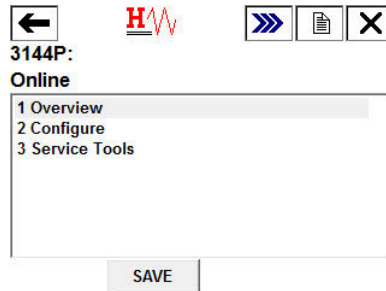 H
3144P:
Online
1 Overview
2 Configure
3 Service Tools
SAVE